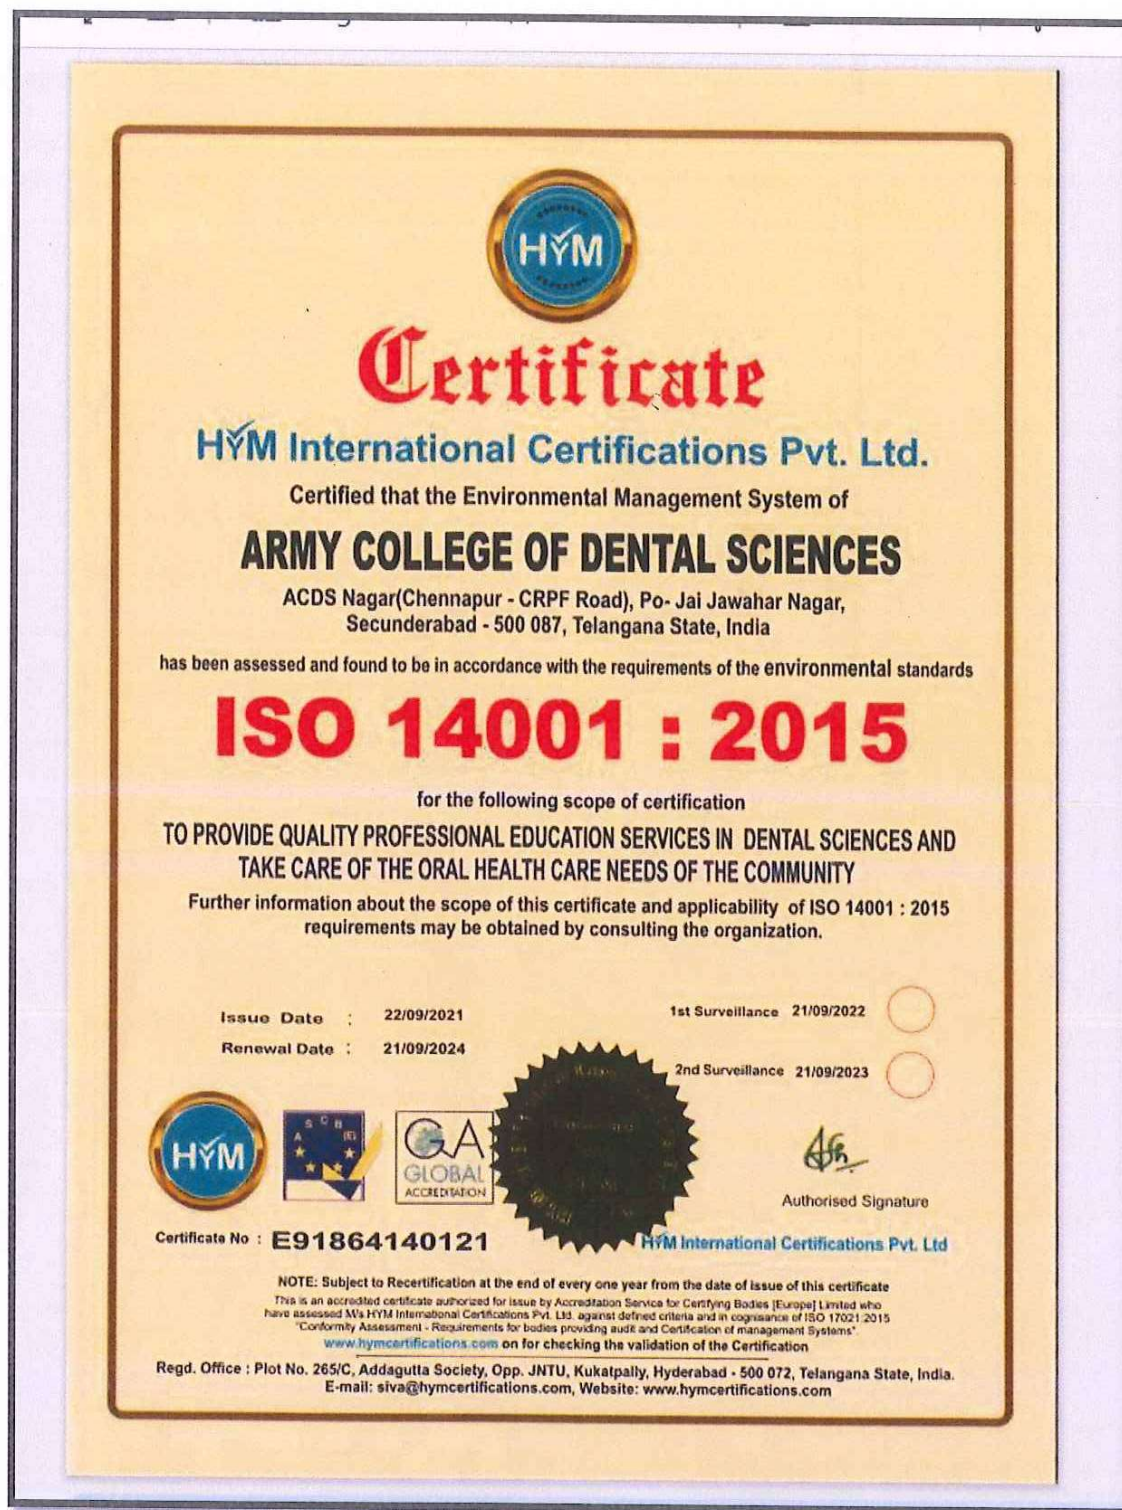 HYM
Certificate
HYM International Certifications Pvt. Ltd.
Certified that the Environmental Management System of
ARMY COLLEGE OF DENTAL SCIENCES
ACDS Nagar(Chennapur - CRPF Road), Po- Jai Jawahar Nagar,
Secunderabad - 500 087, Telangana State, India
has been assessed and found to be in accordance with the requirements of the environmental standards
ISO 14001 : 2015
for the following scope of certification
TO PROVIDE QUALITY PROFESSIONAL EDUCATION SERVICES IN DENTAL SCIENCES AND
TAKE CARE OF THE ORAL HEALTH CARE NEEDS OF THE COMMUNITY
Further information about the scope of this certificate and applicability of ISO 14001 : 2015
requirements may be obtained by consulting the organization.
Issue Date : 22/09/2021
Renewal Date : 21/09/2024
1st Surveillance 21/09/2022
2nd Surveillance 21/09/2023
HYM
A S C B (E)
GA
GLOBAL
ACCREDITATION
Authorised Signature
Certificate No : E91864140121
HYM International Certifications Pvt. Ltd
NOTE: Subject to Recertification at the end of every one year from the date of issue of this certificate
This is an accredited certificate authorized for issue by Accreditation Service for Certifying Bodies [Europe] Limited who
have assessed M/s HYM International Certifications Pvt. Ltd. against defined criteria and in cognisance of ISO 17021:2015
"Conformity Assessment - Requirements for bodies providing audit and Certification of management Systems".
www.hymcertifications.com on for checking the validation of the Certification
Regd. Office : Plot No. 265/C, Addagutta Society, Opp. JNTU, Kukatpally, Hyderabad - 500 072, Telangana State, India.
E-mail: siva@hymcertifications.com, Website: www.hymcertifications.com